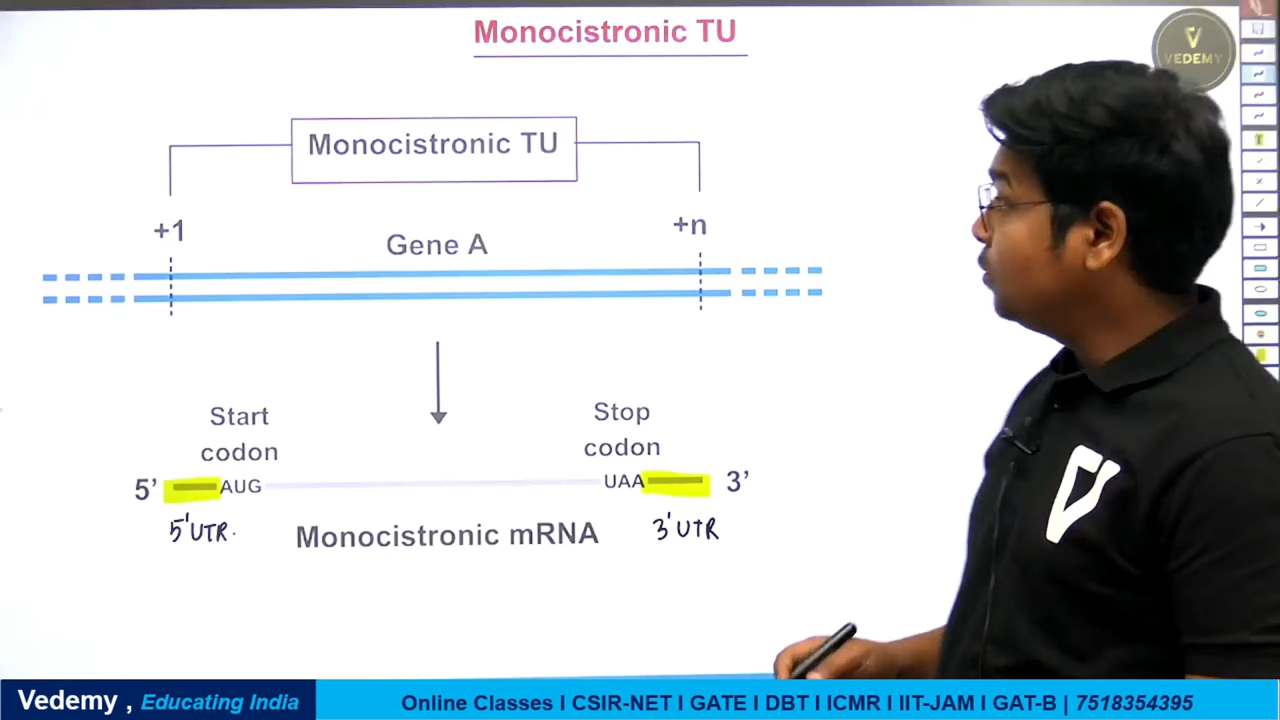 Monocistronic TU
VEDEMY
Monocistronic TU
+1
+n
Gene A
Start
codon
Stop
codon
5’ AUG UAA 3’
5'UTR.
3'UTR
Monocistronic mRNA
Vedemy , Educating India
Online Classes I CSIR-NET I GATE I DBT I ICMR I IIT-JAM I GAT-B | 7518354395